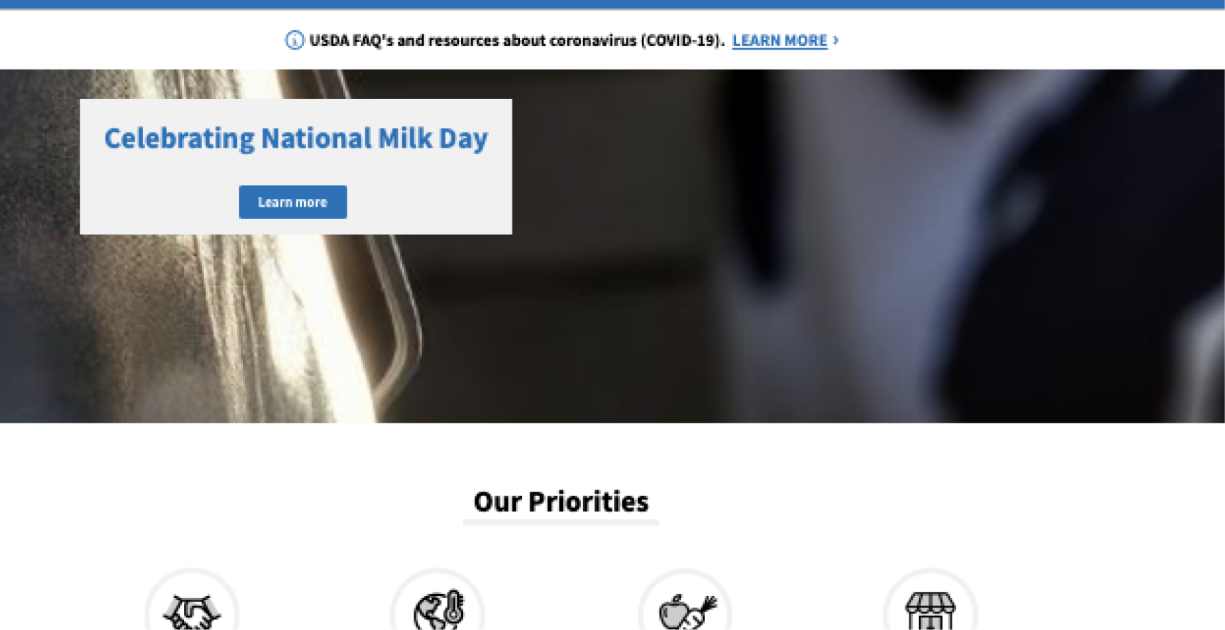 USDA FAQ's and resources about coronavirus (COVID-19). LEARN MORE ›
Celebrating National Milk Day
Learn more
Our Priorities